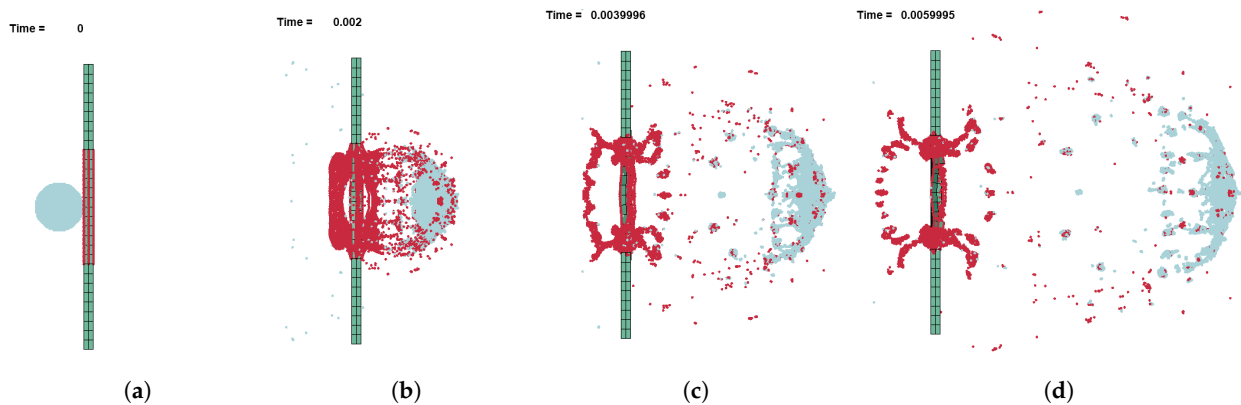 Time = 0
Time = 0.002
Time = 0.0039996
Time = 0.0059995
(a)
(b)
(c)
(d)